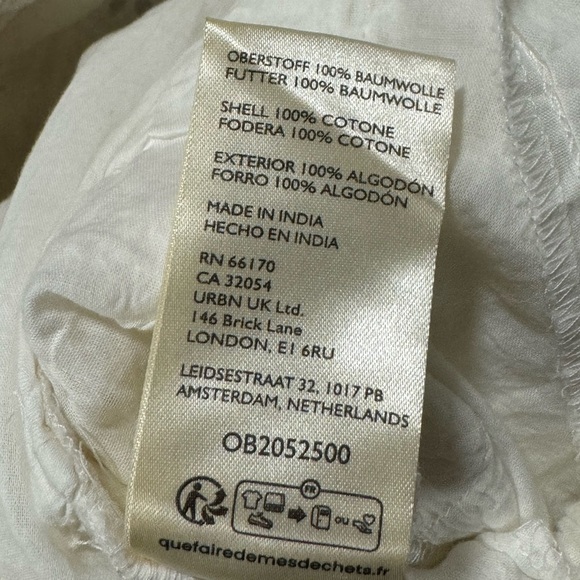 OBERSTOFF 100% BAUMWOLLE
FUTTER 100% BAUMWOLLE
SHELL 100% COTONE
FODERA 100% COTONE
EXTERIOR 100% ALGODÓN
FORRO 100% ALGODÓN
MADE IN INDIA
HECHO EN INDIA
RN 66170
CA 32054
URBN UK Ltd.
146 Brick Lane
LONDON, E1 6RU
LEIDSESTRAAT 32, 1017 PB
AMSTERDAM, NETHERLANDS
OB2052500
FR
OU
quefairedemesdechets.fr